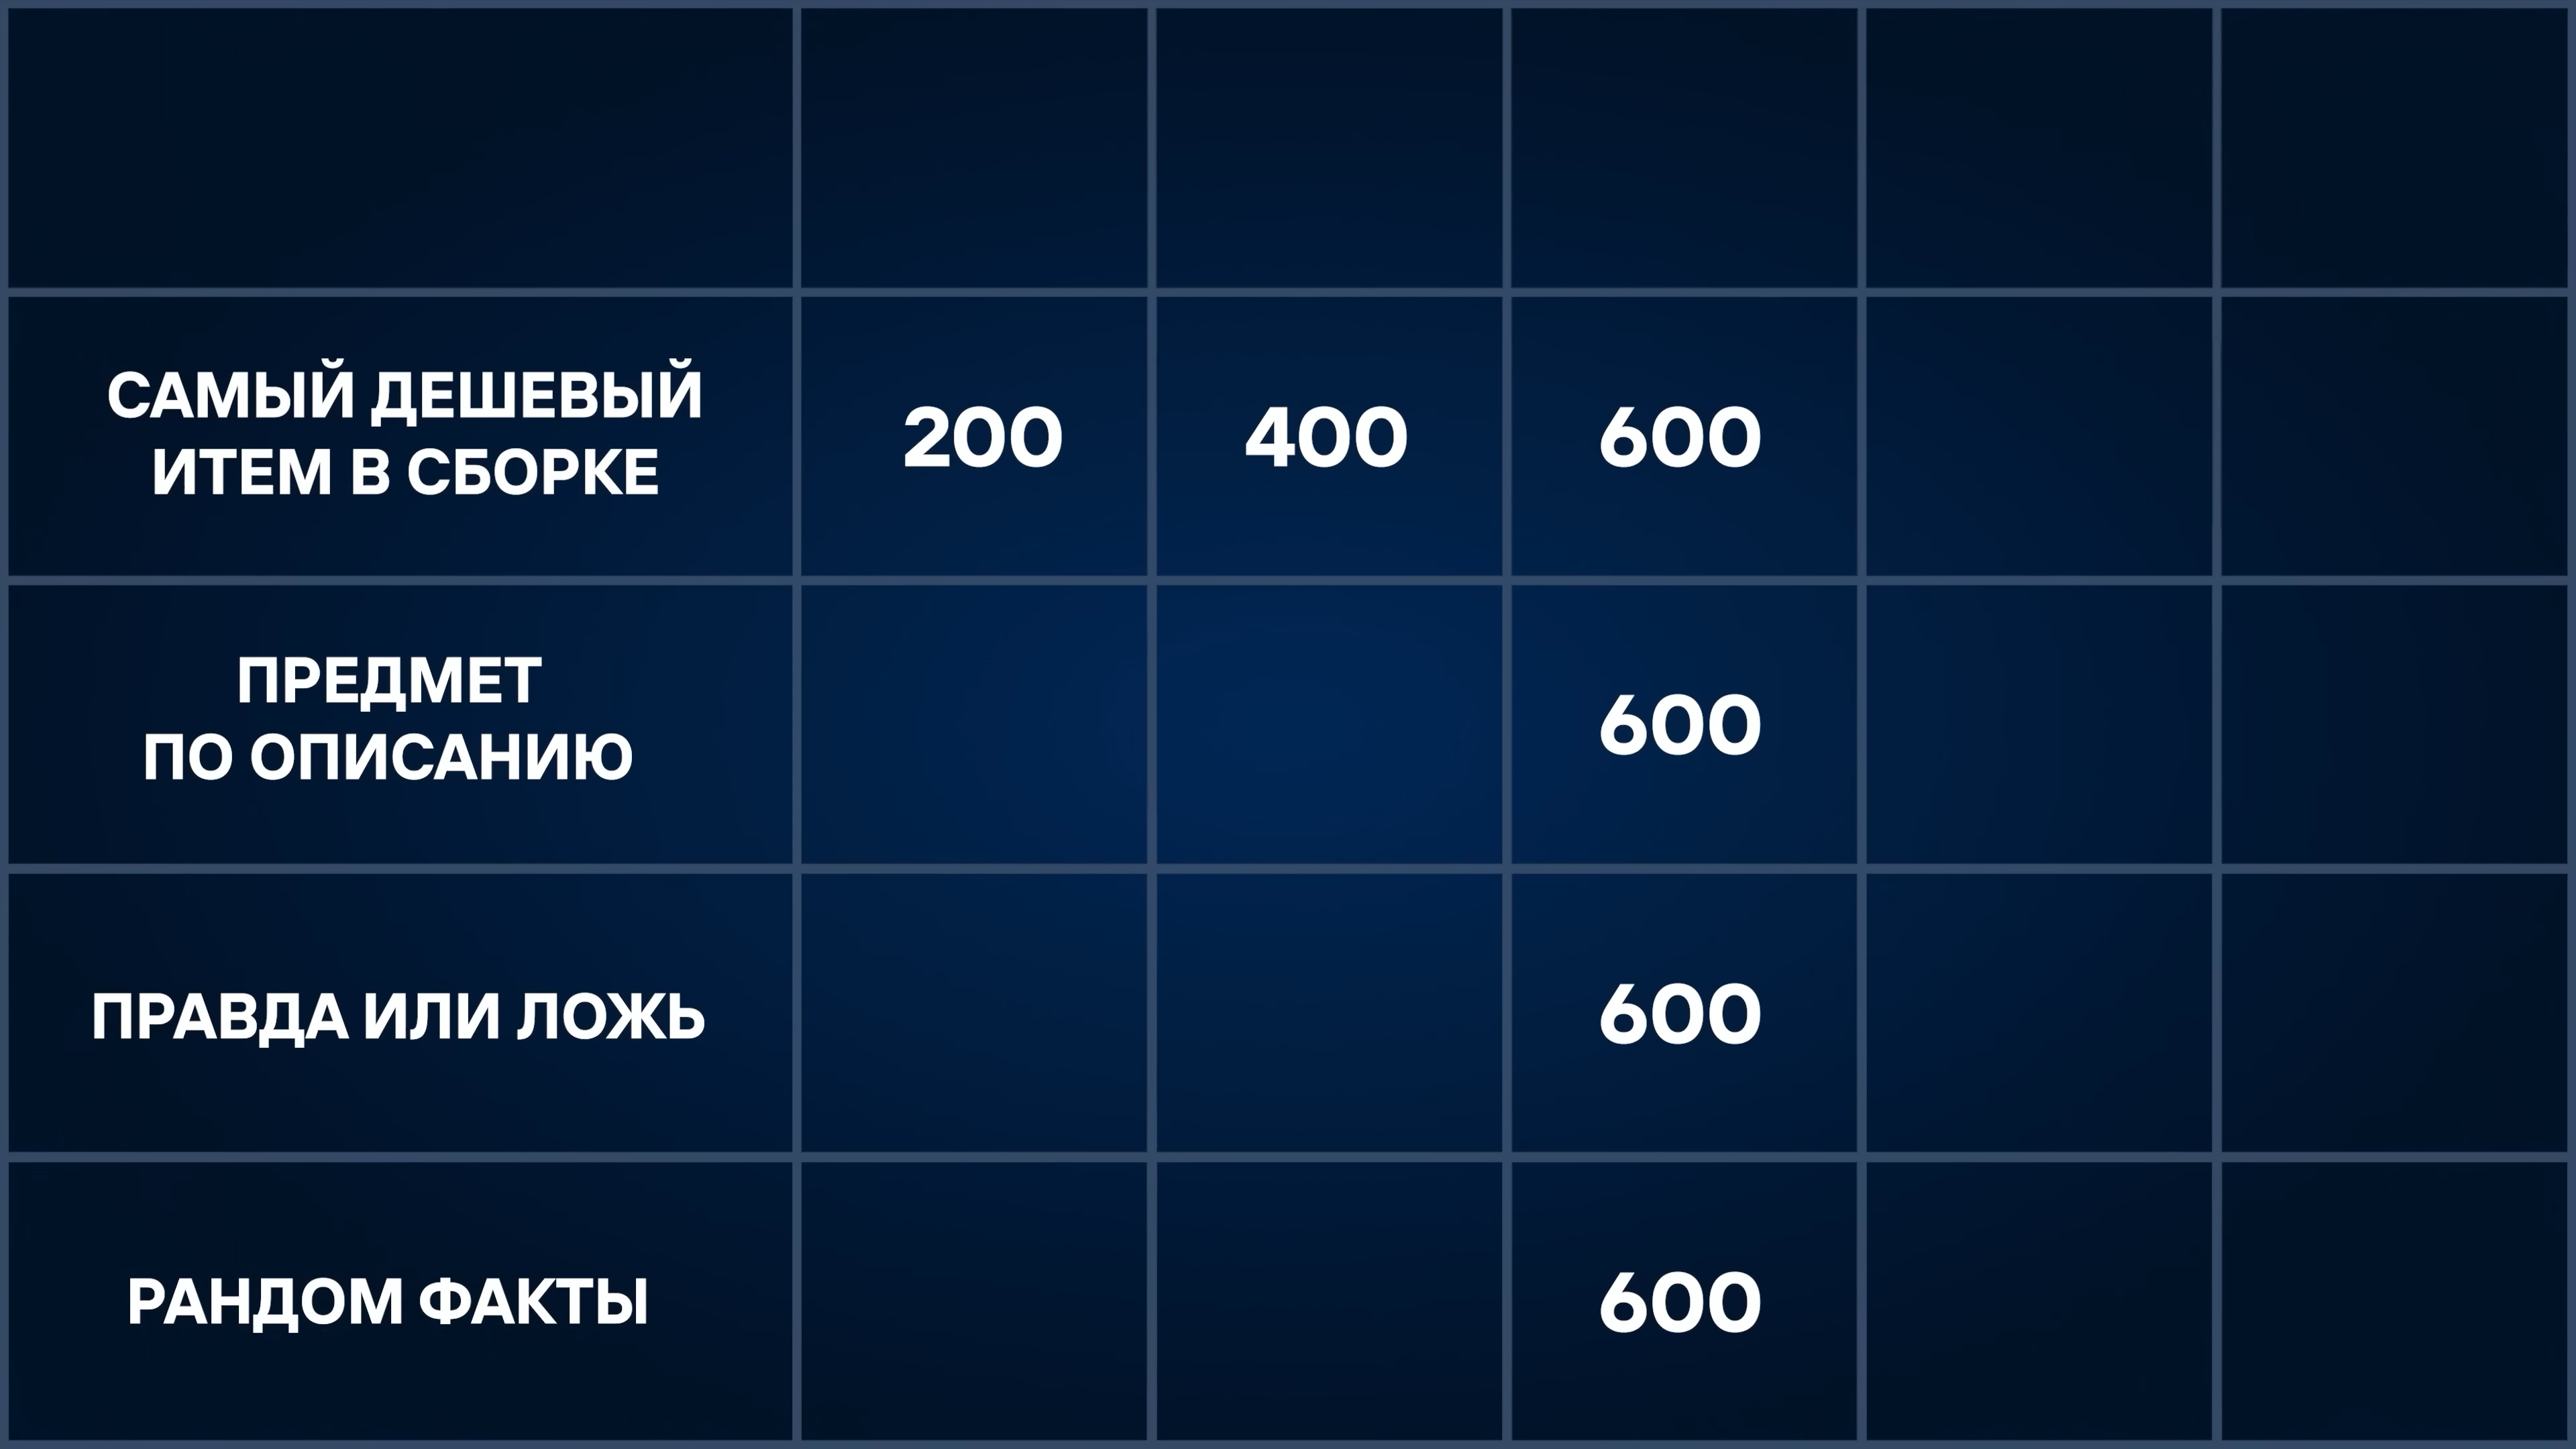 САМЫЙ ДЕШЕВЫЙ
ИТЕМ В СБОРКЕ
200
400
600
ПРЕДМЕТ
ПО ОПИСАНИЮ
600
ПРАВДА ИЛИ ЛОЖЬ
600
РАНДОМ ФАКТЫ
600